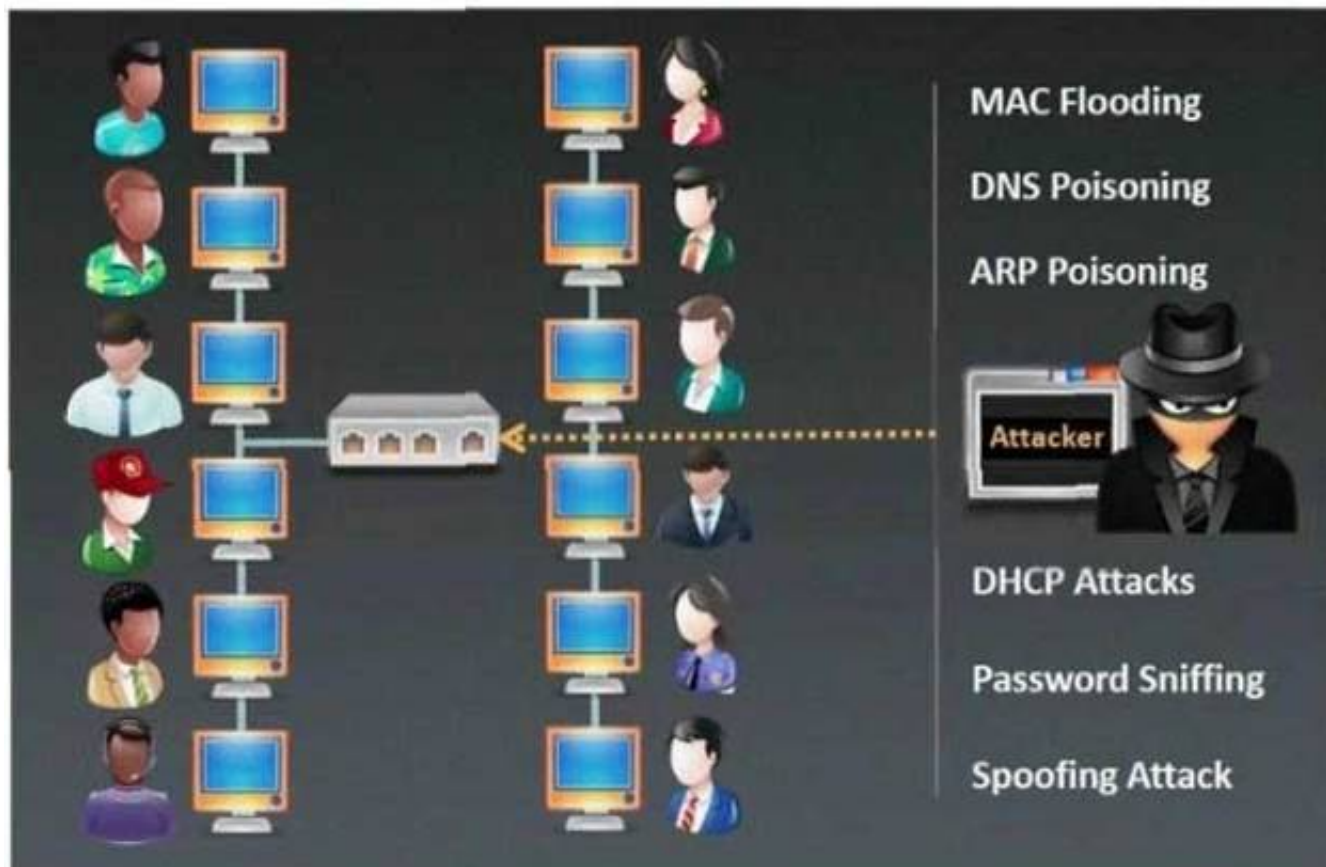 MAC Flooding
DNS Poisoning
ARP Poisoning
Attacker
DHCP Attacks
Password Sniffing
Spoofing Attack